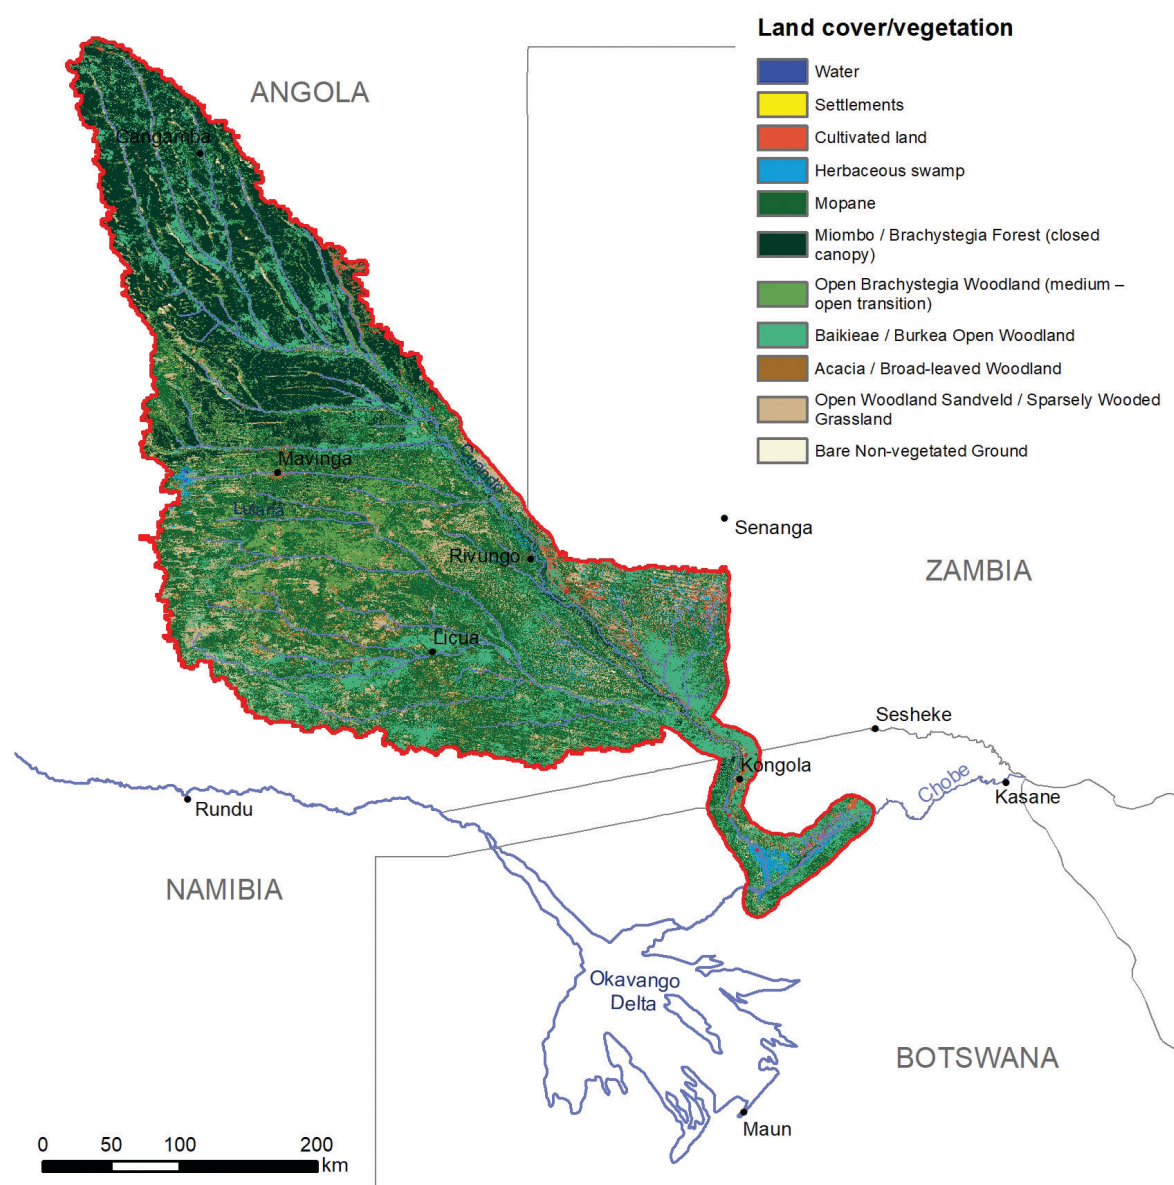 Land cover/vegetation
Water
Settlements
Cultivated land
Herbaceous swamp
Mopane
Miombo / Brachystegia Forest (closed
canopy)
Open Brachystegia Woodland (medium –
open transition)
Baikieae / Burkea Open Woodland
Acacia / Broad-leaved Woodland
Open Woodland Sandveld / Sparsely Wooded
Grassland
Bare Non-vegetated Ground
ANGOLA
Cangamba
Mavinga
Cuando
Luiana
Rivungo
Senanga
ZAMBIA
Licua
Sesheke
Kongola
Chobe
Kasane
Rundu
NAMIBIA
Okavango
Delta
BOTSWANA
Maun
0 50 100 200
km